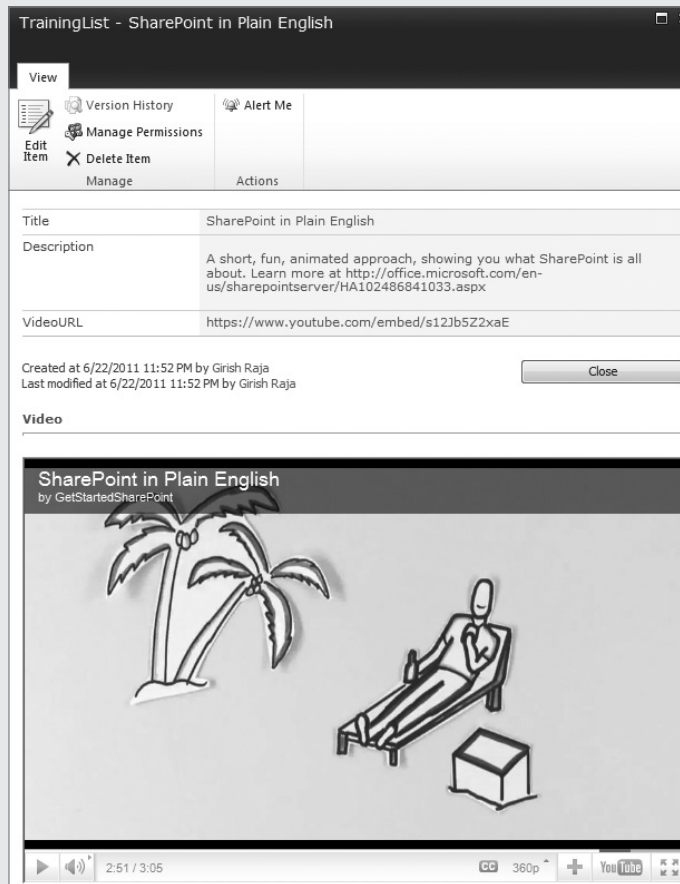 TrainingList - SharePoint in Plain English
View
Version History
Alert Me
Manage Permissions
Edit
Item
Delete Item
Manage
Actions
Title
SharePoint in Plain English
Description
A short, fun, animated approach, showing you what SharePoint is all
about. Learn more at http://office.microsoft.com/en-
us/sharepointserver/HA102486841033.aspx
VideoURL
https://www.youtube.com/embed/s12Jb5Z2xaE
Created at 6/22/2011 11:52 PM by Girish Raja
Last modified at 6/22/2011 11:52 PM by Girish Raja
Close
Video
SharePoint in Plain English
by GetStartedSharePoint
2:51 / 3:05
CC
360p
YouTube